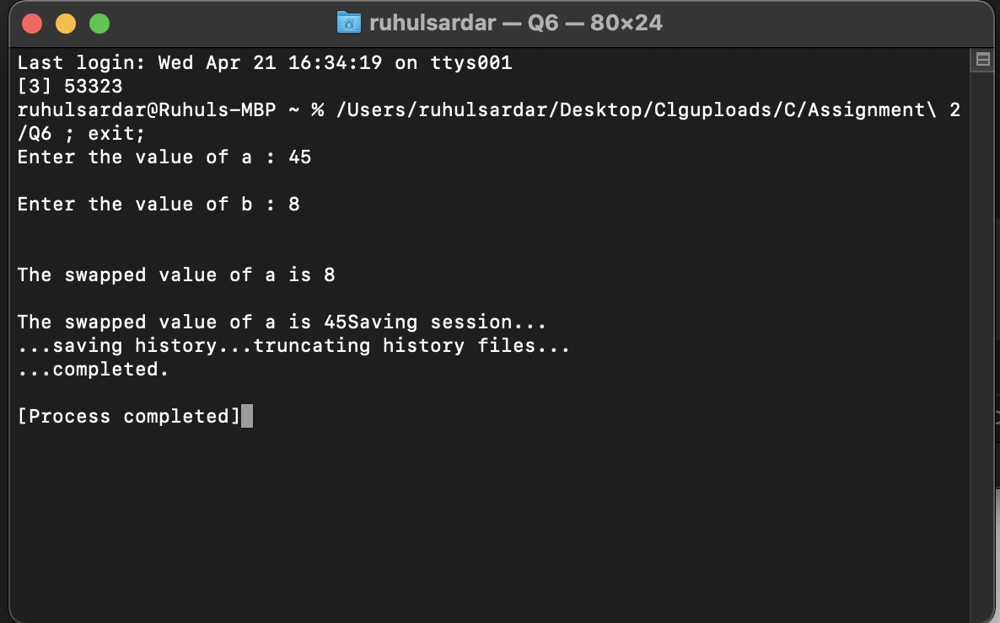 ruhulsardar — Q6 — 80×24
Last login: Wed Apr 21 16:34:19 on ttys001
[3] 53323
ruhulsardar@Ruhuls-MBP ~ % /Users/ruhulsardar/Desktop/Clguploads/C/Assignment\ 2
/Q6 ; exit;
Enter the value of a : 45
Enter the value of b : 8
The swapped value of a is 8
The swapped value of a is 45Saving session...
...saving history...truncating history files...
...completed.
[Process completed]